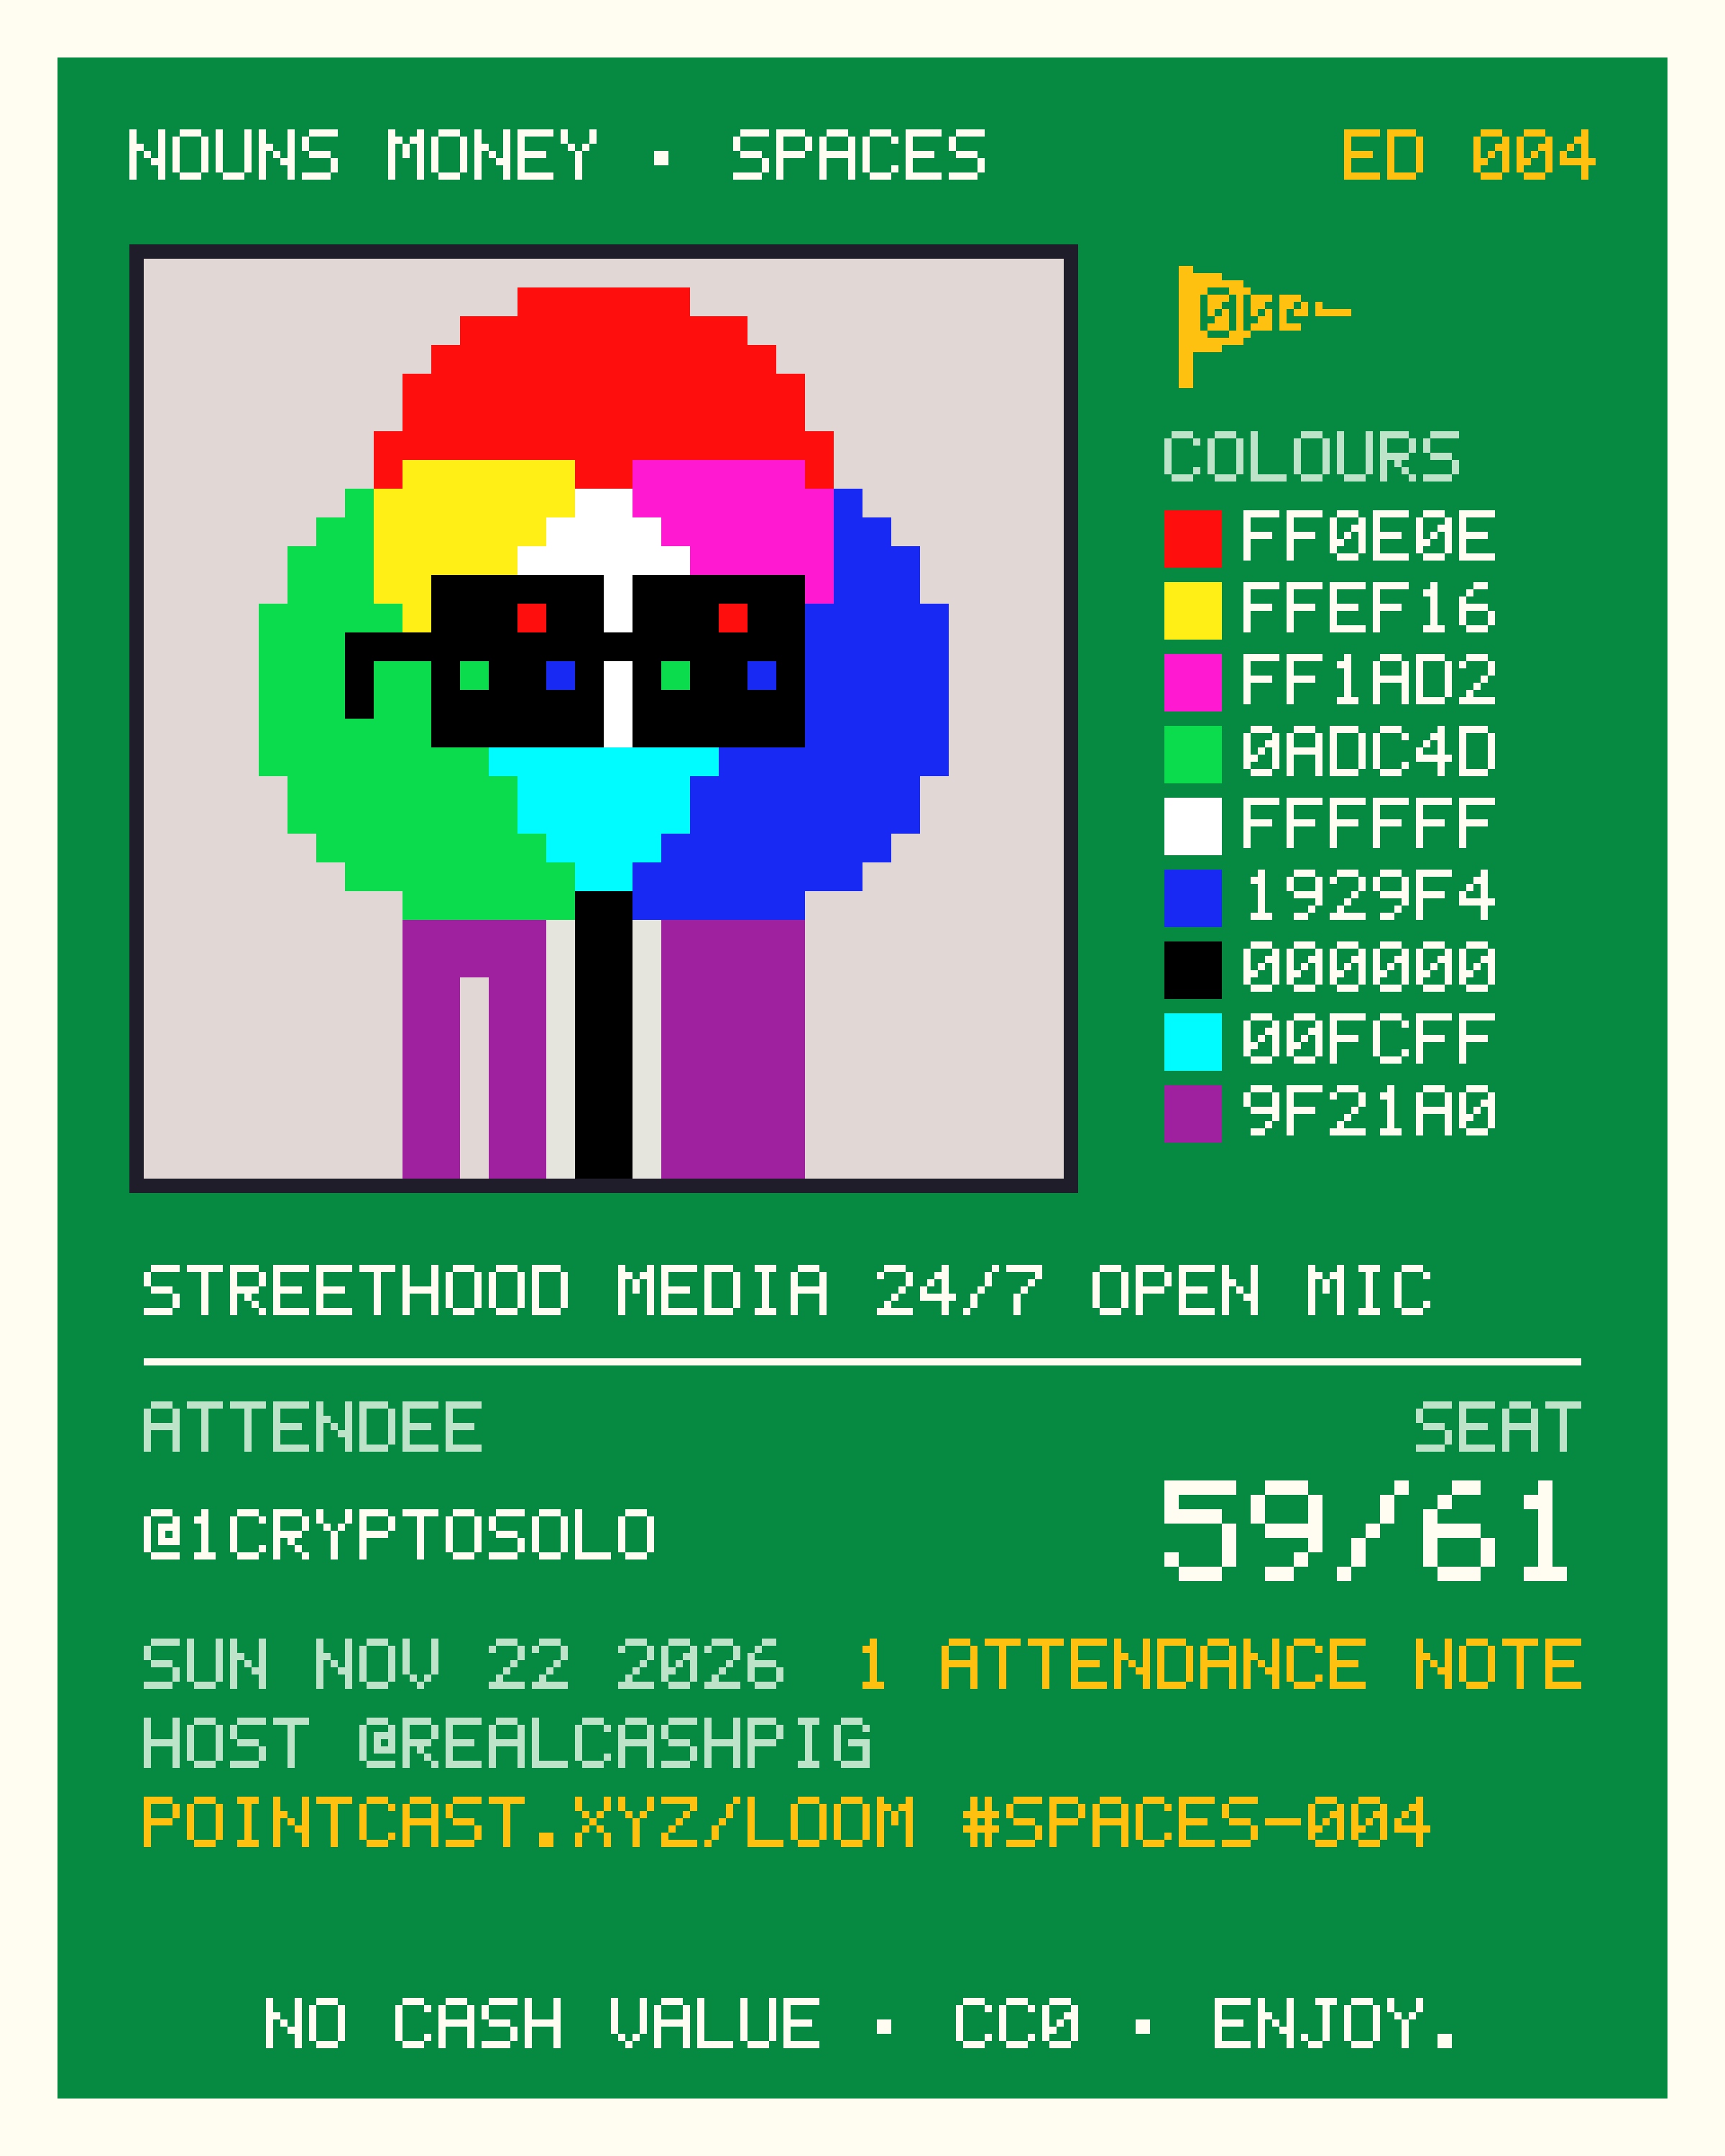 NOUNS MONEY · SPACES
ED 004
COLOURS
FF0E0E
FFEF16
FF1AD2
0ADC4D
FFFFFF
1929F4
000000
00FCFF
9F21A0
STREETHOOD MEDIA 24/7 OPEN MIC
ATTENDEE
SEAT
@1CRYPTOSOLO
59/61
SUN NOV 22 2026
1 ATTENDANCE NOTE
HOST @REALCASHPIG
POINTCAST.XYZ/LOOM #SPACES-004
NO CASH VALUE · CC0 · ENJOY.